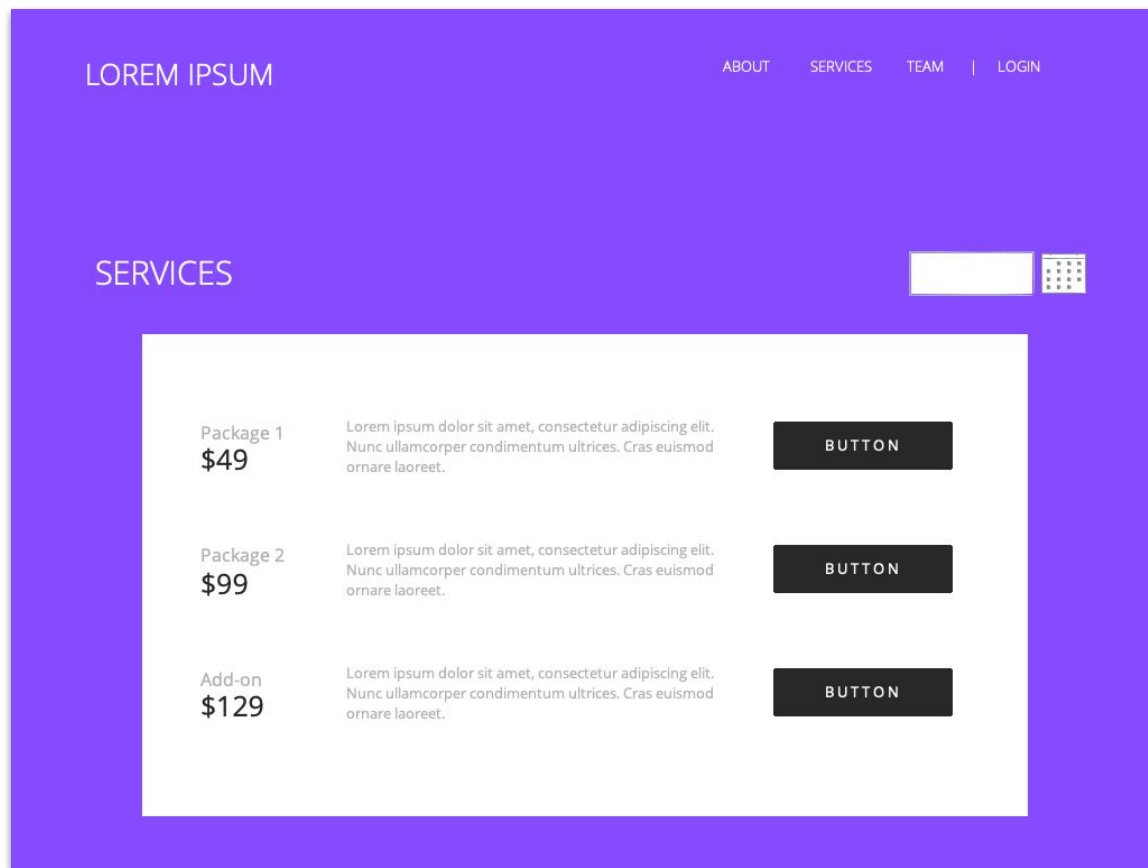 LOREM IPSUM
ABOUT SERVICES TEAM | LOGIN
SERVICES
Package 1
$49
Lorem ipsum dolor sit amet, consectetur adipiscing elit.
Nunc ullamcorper condimentum ultrices. Cras euismod
ornare laoreet.
BUTTON
Package 2
$99
Lorem ipsum dolor sit amet, consectetur adipiscing elit.
Nunc ullamcorper condimentum ultrices. Cras euismod
ornare laoreet.
BUTTON
Add-on
$129
Lorem ipsum dolor sit amet, consectetur adipiscing elit.
Nunc ullamcorper condimentum ultrices. Cras euismod
ornare laoreet.
BUTTON